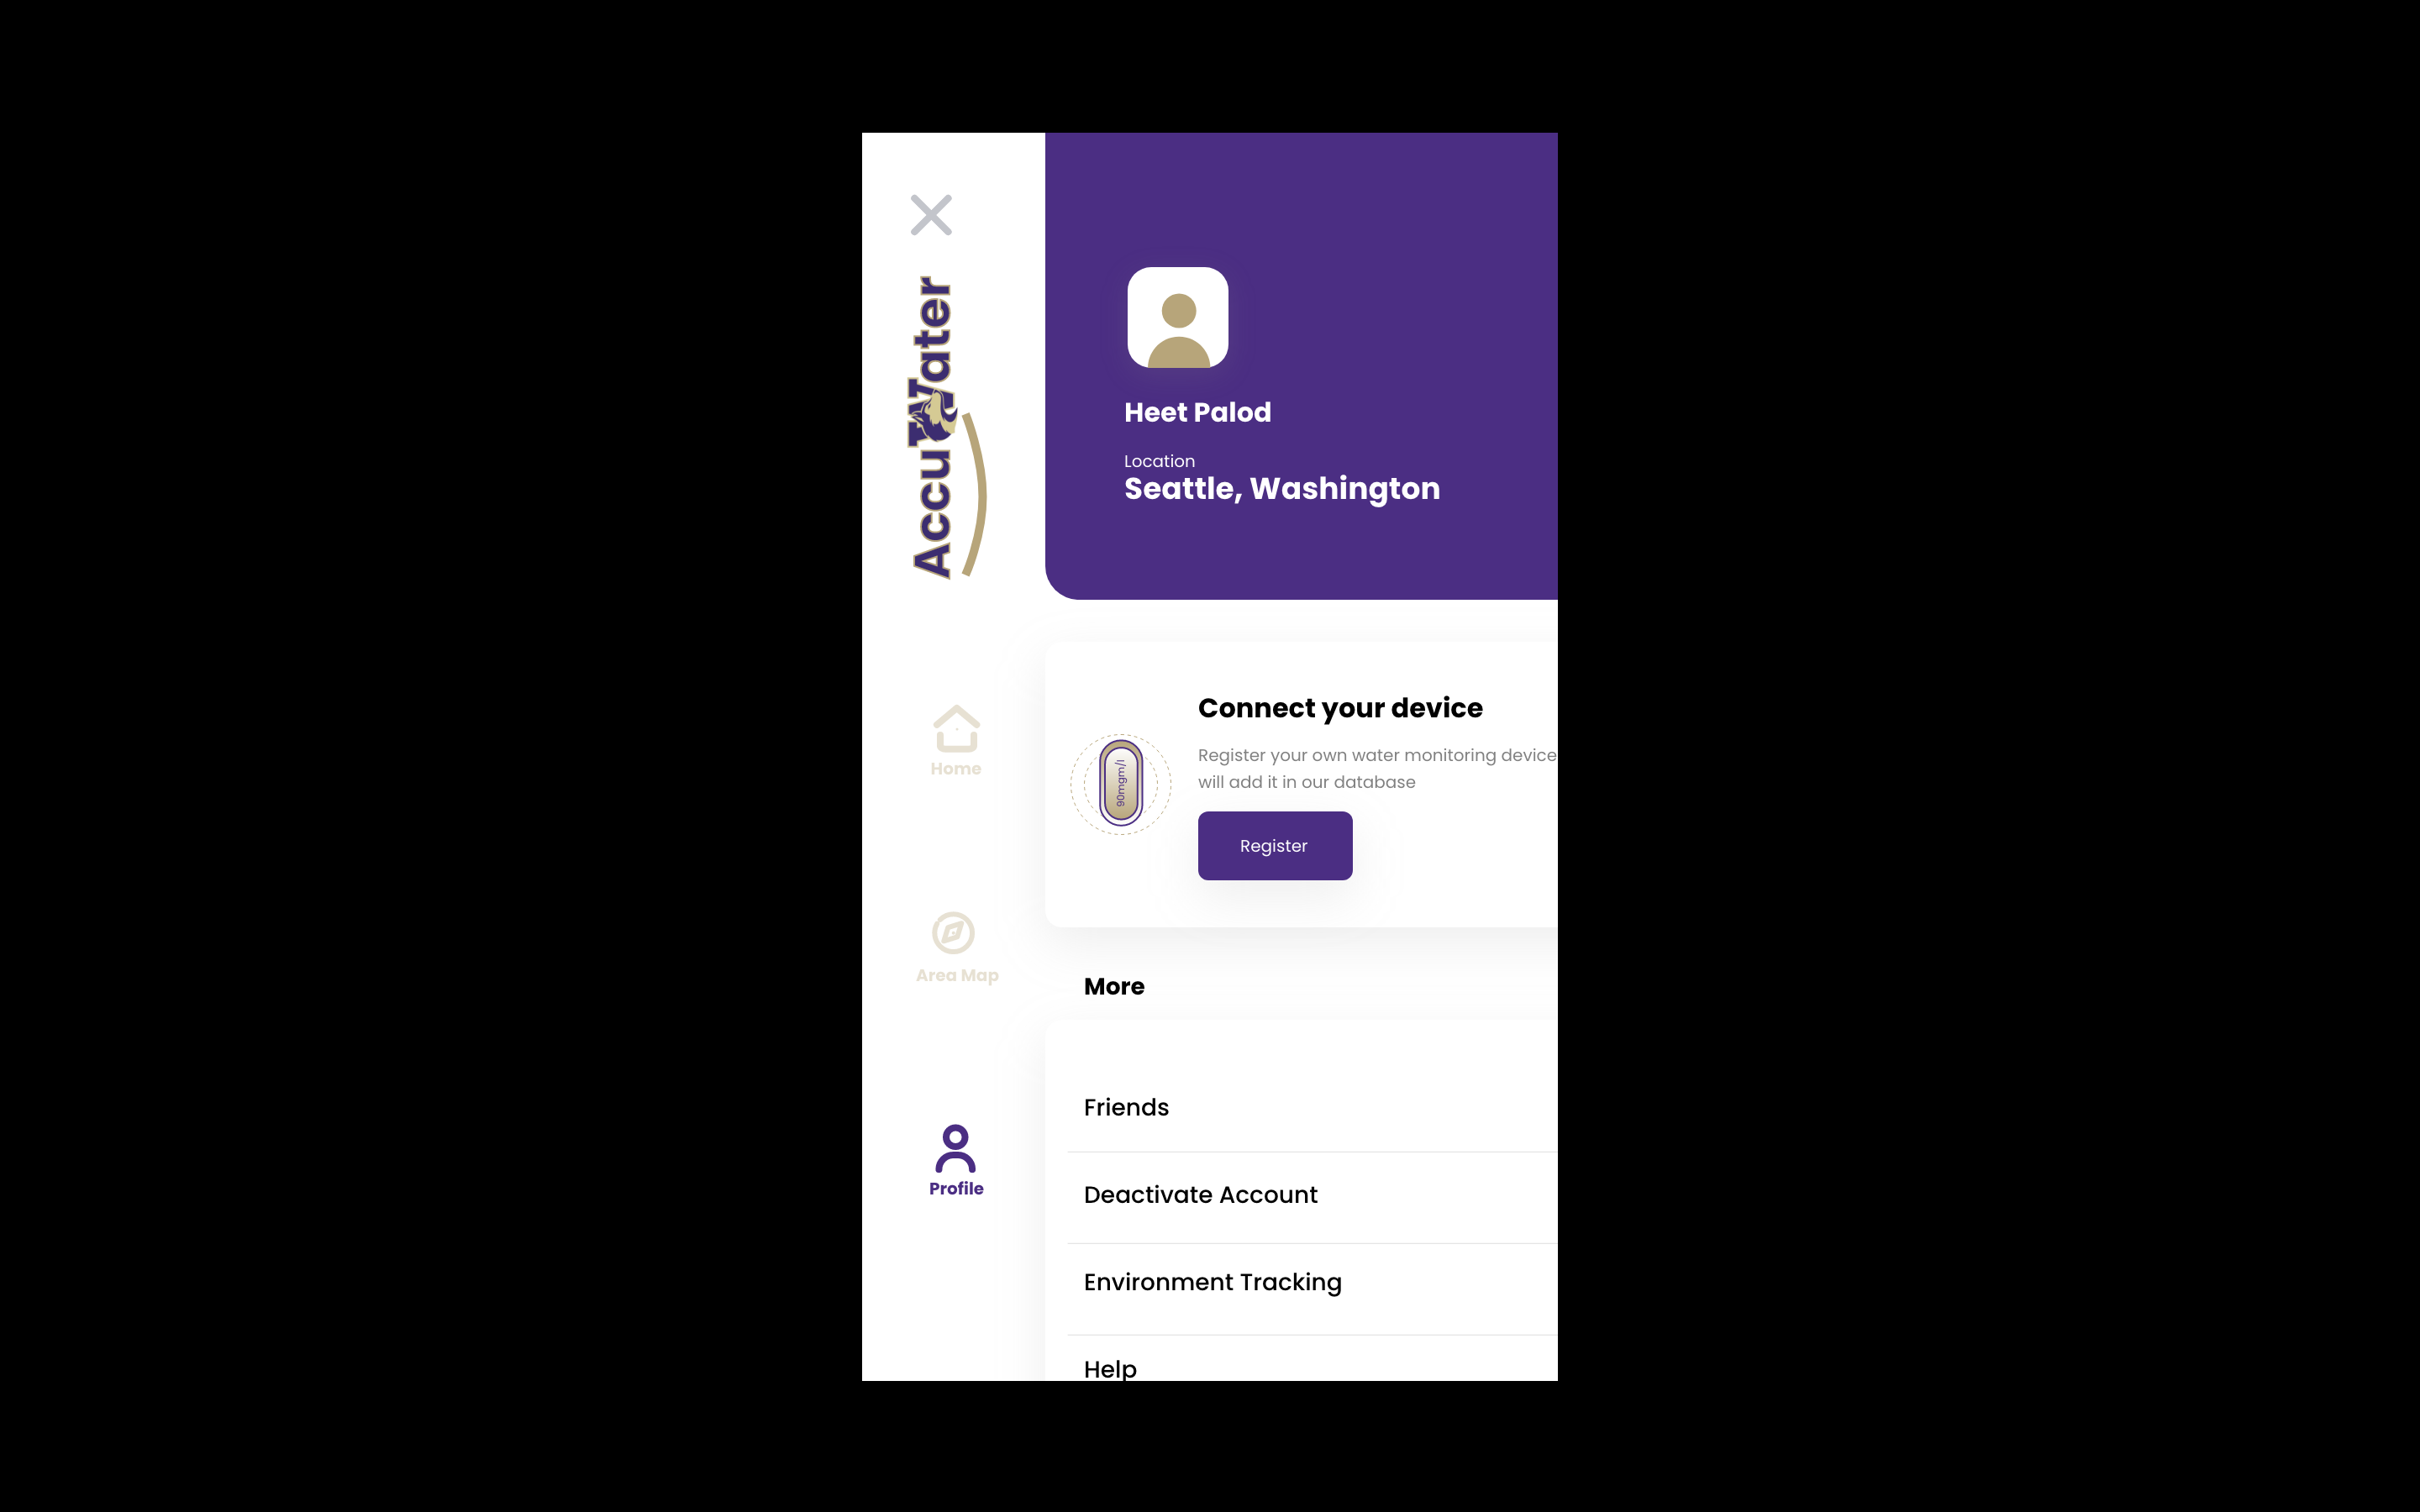 AccuWater
Heet Palod
Location
Seattle, Washington
Home
Area Map
Profile
Connect your device
Register your own water monitoring device
will add it in our database
90mgm/l
Register
More
Friends
Deactivate Account
Environment Tracking
Help